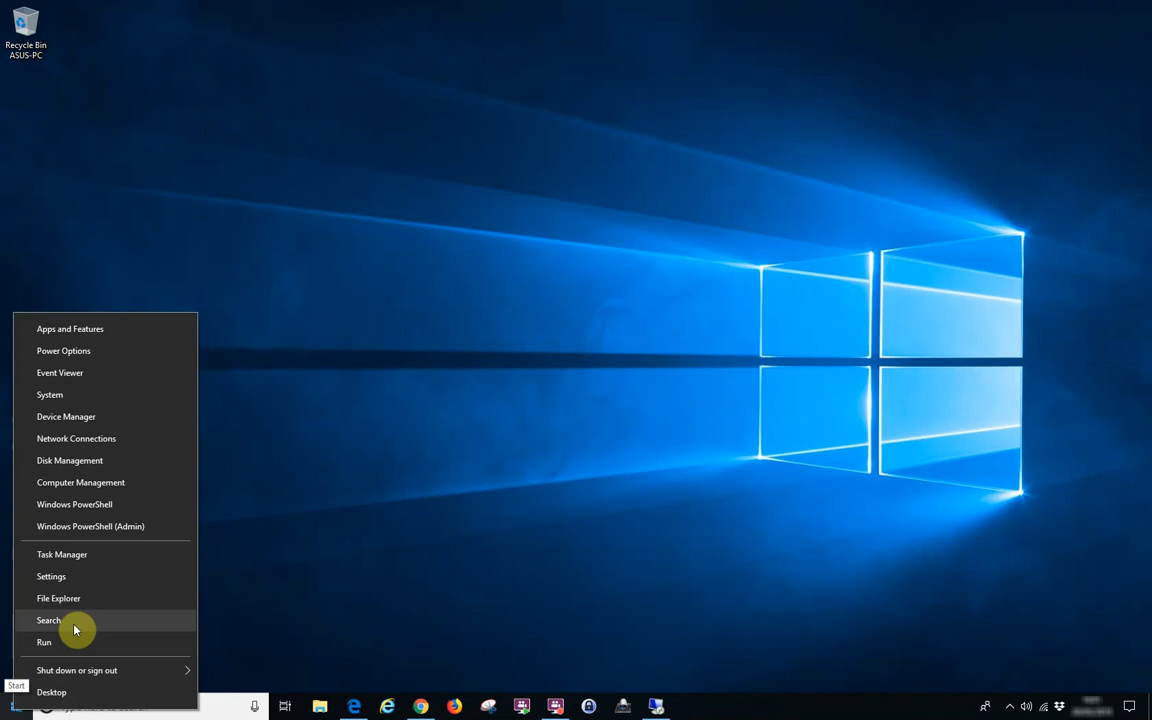 Recycle Bin
ASUS-PC
Apps and Features
Power Options
Event Viewer
System
Device Manager
Network Connections
Disk Management
Computer Management
Windows PowerShell
Windows PowerShell (Admin)
Task Manager
Settings
File Explorer
Search
Run
Shut down or sign out
Start
Desktop